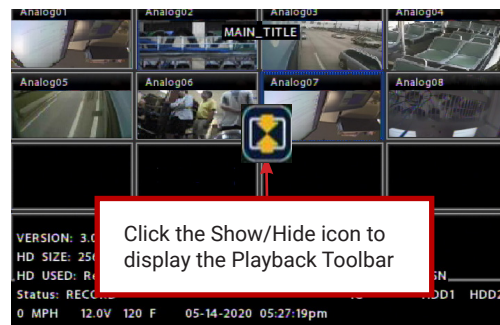 Analog01 Analog02 Analog03 Analog04
MAIN_TITLE
Analog05 Analog06 Analog07 Analog08
Click the Show/Hide icon to
display the Playback Toolbar
VERSION: 3.0
HD SIZE: 256
HD USED: R
Status: RECORD HDD1 HDD2
0 MPH 12.0V 120 F 05-14-2020 05:27:19pm